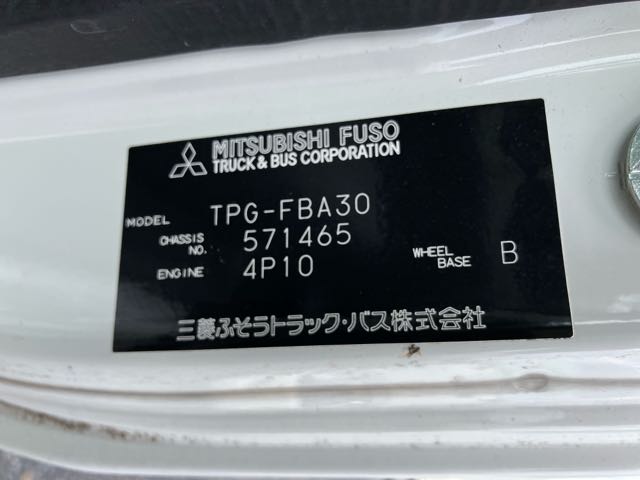 MITSUBISHI FUSO
TRUCK & BUS CORPORATION
MODEL TPG-FBA30
CHASSIS NO. 571465
ENGINE 4P10 WHEEL BASE B
三菱ふそうトラック・バス株式会社